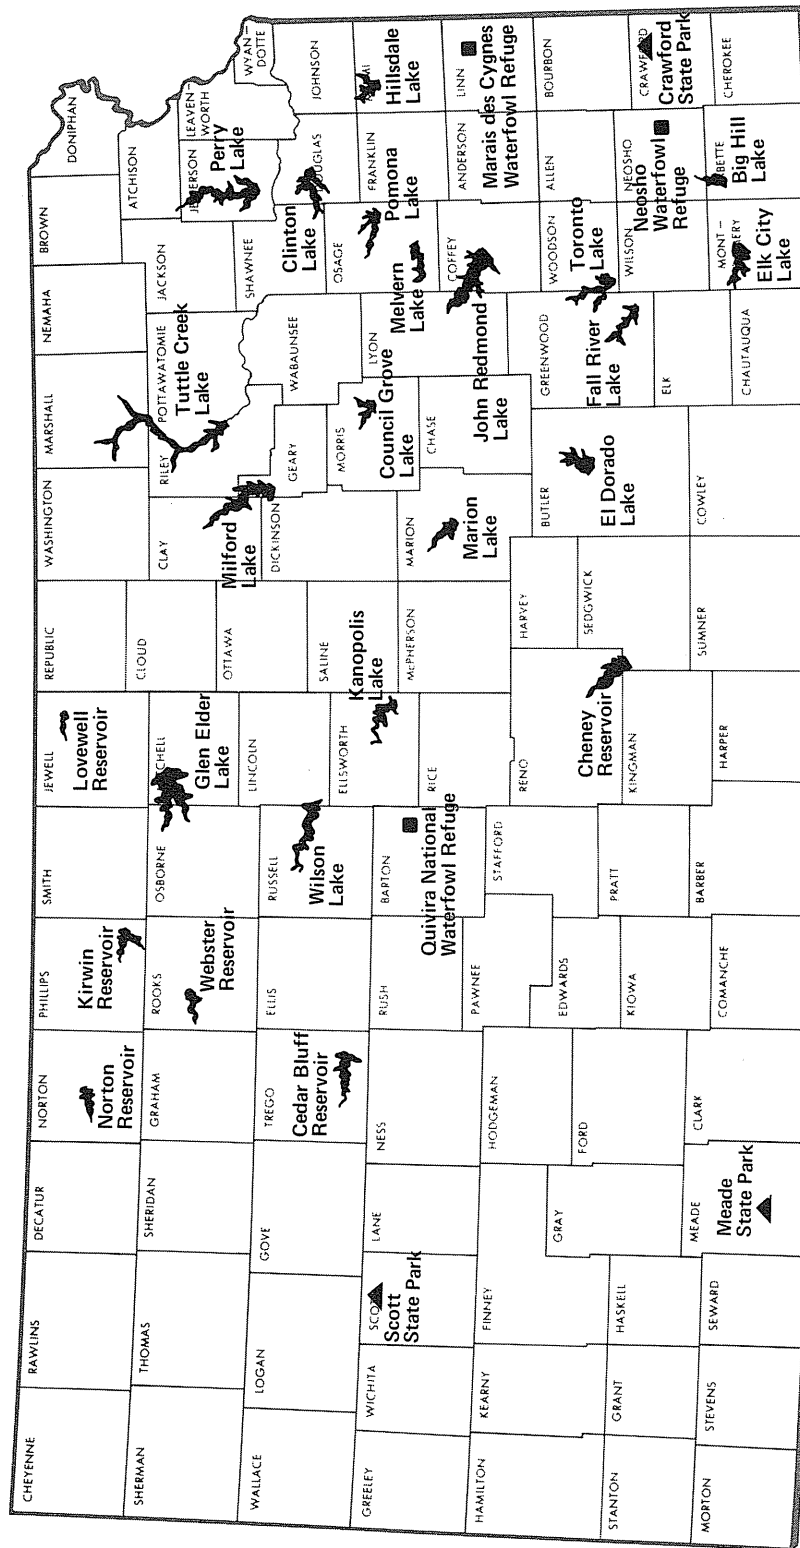 CHEYENNE
RAWLINS
DECATUR
NORTON
PHILLIPS
SMITH
JEWELL
REPUBLIC
WASHINGTON
MARSHALL
NEMAHA
BROWN
DONIPHAN
Norton
Reservoir
Kirwin
Reservoir
Lovewell
Reservoir
SHERMAN
THOMAS
SHERIDAN
GRAHAM
ROOKS
OSBORNE
CHELL
CLOUD
CLAY
RILEY
POTTAWATOMIE
JACKSON
ATCHISON
Webster
Reservoir
Glen Elder
Lake
Tuttle Creek
Lake
JEFFERSON
LEAVEN-
WORTH
Perry
Lake
WYAN-
DOTTE
WALLACE
LOGAN
GOVE
TREGO
ELLIS
RUSSELL
LINCOLN
OTTAWA
Milford
Lake
DICKINSON
GEARY
WABAUNSEE
SHAWNEE
DOUGLAS
JOHNSON
Cedar Bluff
Reservoir
Wilson
Lake
ELLSWORTH
SALINE
Kanopolis
Lake
MORRIS
Council Grove
Lake
Clinton
Lake
OSAGE
Pomona
Lake
FRANKLIN
Hillsdale
Lake
GREELEY
WICHITA
SCO
Scott
State Park
LANE
NESS
RUSH
BARTON
Quivira National
Waterfowl Refuge
RICE
McPHERSON
MARION
Marion
Lake
CHASE
LYON
Melvern
Lake
COFFEY
ANDERSON
LINN
Marais des Cygnes
Waterfowl Refuge
HAMILTON
KEARNY
FINNEY
HODGEMAN
PAWNEE
STAFFORD
RENO
HARVEY
BUTLER
GREENWOOD
John Redmond
Lake
WOODSON
ALLEN
BOURBON
GRAY
FORD
EDWARDS
Cheney
Reservoir
SEDGWICK
El Dorado
Lake
Fall River
Lake
Toronto
Lake
WILSON
NEOSHO
Neosho
Waterfowl
Refuge
CRAWFORD
Crawford
State Park
STANTON
GRANT
HASKELL
KIOWA
PRATT
KINGMAN
ELK
MORTON
STEVENS
SEWARD
MEADE
Meade
State Park
CLARK
COMANCHE
BARBER
HARPER
SUMNER
COWLEY
CHAUTAUQUA
MONT-
ERY
Elk City
Lake
BETTE
Big Hill
Lake
CHEROKEE